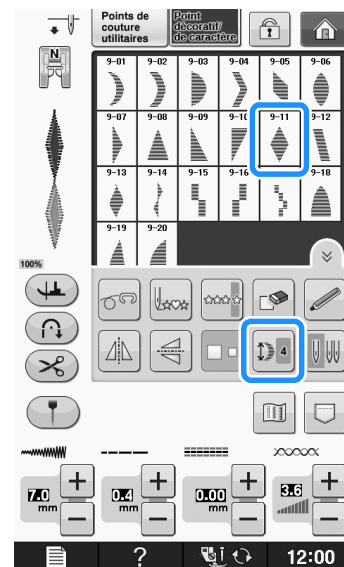 Points de
couture
utilitaires
Point
décoratif/
de caractère
N
9-01 9-02 9-03 9-04 9-05 9-06
9-07 9-08 9-09 9-10 9-11 9-12
9-13 9-14 9-15 9-16 9-18
9-19 9-20
100%
4
7.0
mm
0.4
mm
0.00
mm
3.6
?
12:00